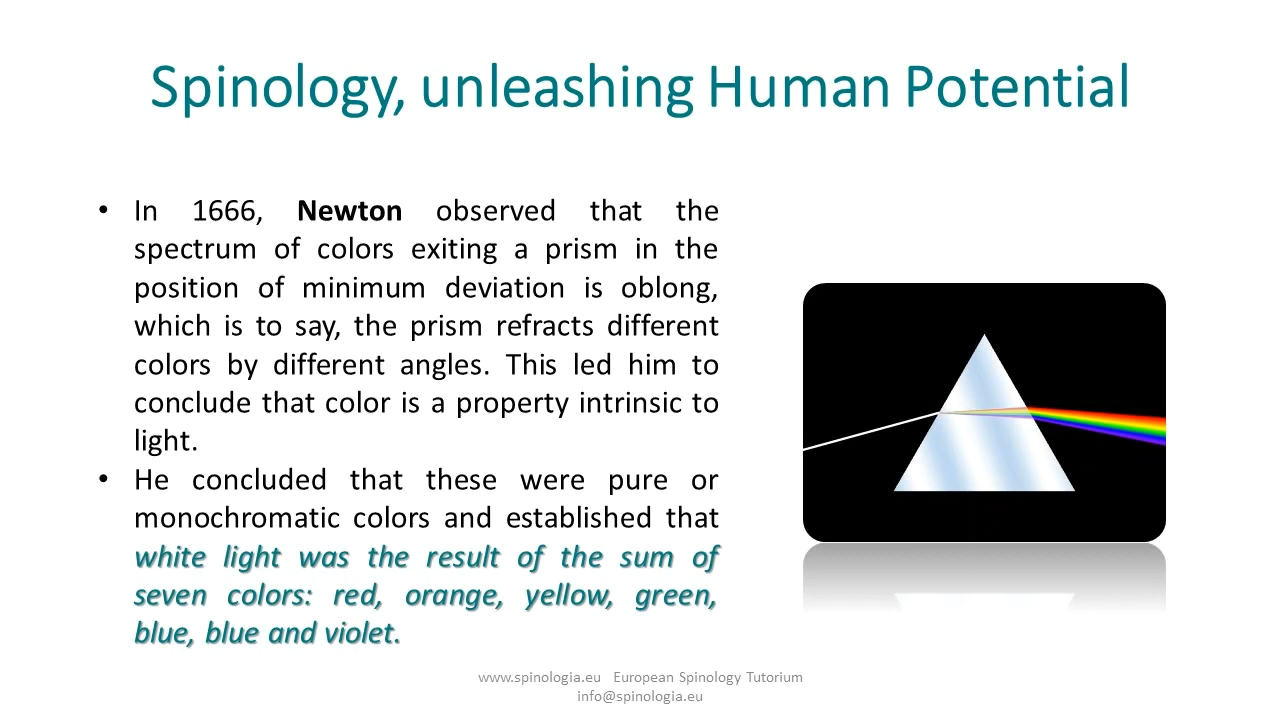 Spinology, unleashing Human Potential
• In 1666, Newton observed that the
spectrum of colors exiting a prism in the
position of minimum deviation is oblong,
which is to say, the prism refracts different
colors by different angles. This led him to
conclude that color is a property intrinsic to
light.
• He concluded that these were pure or
monochromatic colors and established that
white light was the result of the sum of
seven colors: red, orange, yellow, green,
blue, blue and violet.
www.spinologia.eu European Spinology Tutorium
info@spinologia.eu